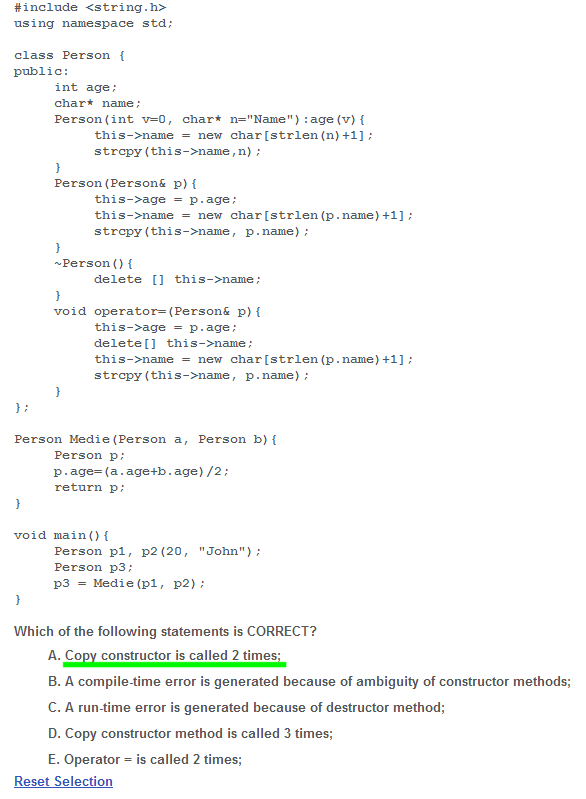 #include <string.h>
using namespace std;
class Person {
public:
int age;
char* name;
Person(int v=0, char* n="Name"):age(v){
this->name = new char[strlen(n)+1];
strcpy(this->name,n);
}
Person(Person& p){
this->age = p.age;
this->name = new char[strlen(p.name)+1];
strcpy(this->name, p.name);
}
~Person(){
delete [] this->name;
}
void operator=(Person& p){
this->age = p.age;
delete[] this->name;
this->name = new char[strlen(p.name)+1];
strcpy(this->name, p.name);
}
};
Person Medie(Person a, Person b){
Person p;
p.age=(a.age+b.age)/2;
return p;
}
void main(){
Person p1, p2(20, "John");
Person p3;
p3 = Medie(p1, p2);
}
Which of the following statements is CORRECT?
A. Copy constructor is called 2 times;
B. A compile-time error is generated because of ambiguity of constructor methods;
C. A run-time error is generated because of destructor method;
D. Copy constructor method is called 3 times;
E. Operator = is called 2 times;
Reset Selection